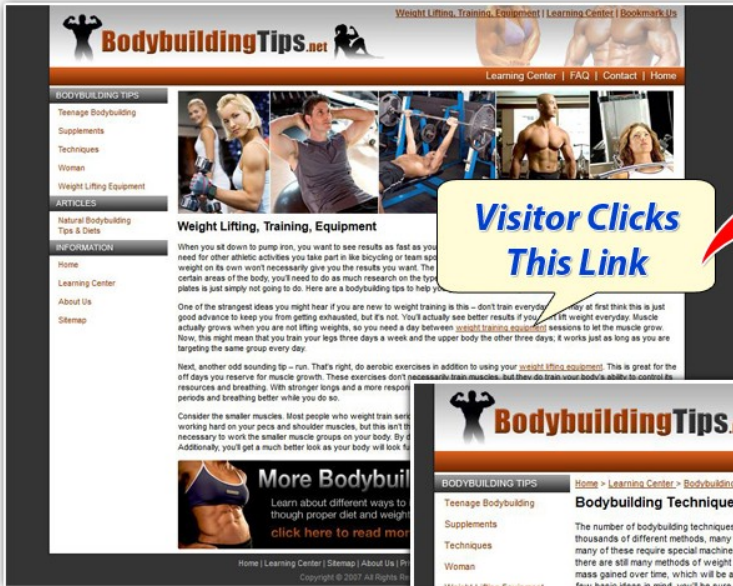 Weight Lifting, Training, Equipment | Learning Center | Bookmark Us
BodybuildingTips.net
Learning Center | FAQ | Contact | Home
BODYBUILDING TIPS
Teenage Bodybuilding
Supplements
Techniques
Woman
Weight Lifting Equipment
ARTICLES
Natural Bodybuilding
Tips & Diets
INFORMATION
Home
Learning Center
About Us
Sitemap
Visitor Clicks
This Link
Weight Lifting, Training, Equipment
When you sit down to pump iron, you want to see results as fast as you
need for other athletic activities you take part in like bicycling or team spo
weight on its own won't necessarily give you the results you want. The
certain areas of the body, you'll need to do as much research on the type
plates is just simply not going to do. Here are a bodybuilding tips to help yo
One of the strangest ideas you might hear if you are new to weight training is this – don't train everyday. may at first think this is just
good advance to keep you from getting exhausted, but it's not. You'll actually see better results if you lift weight everyday. Muscle
actually grows when you are not lifting weights, so you need a day between weight training equipment sessions to let the muscle grow.
Now, this might mean that you train your legs three days a week and the upper body the other three days; it works just as long as you are
targeting the same group every day.
Next, another odd sounding tip – run. That's right, do aerobic exercises in addition to using your weight lifting equipment. This is great for the
off days you reserve for muscle growth. These exercises don't necessarily train muscles, but they do train your body's ability to control its
resources and breathing. With stronger longs and a more respon
periods and breathing better while you do so.
Consider the smaller muscles. Most people who weight train seri
working hard on your pecs and shoulder muscles, but this isn't th
necessary to work the smaller muscle groups on your body. By d
Additionally, you'll get a much better look as your body will look fu
More Bodybuil
Learn about different ways to
though proper diet and weight
click here to read mor
Home | Learning Center | Sitemap | About Us | Pri
Copyright © 2007 All Rights Re
BodybuildingTips.
BODYBUILDING TIPS
Teenage Bodybuilding
Supplements
Techniques
Woman
Weight Lifting Equipment
Home > Learning Center > Bodybuilding
Bodybuilding Technique
The number of bodybuilding techniques
thousands of different methods, many
many of these require special machine
there are still many methods of weight
mass gained over time, which will be a